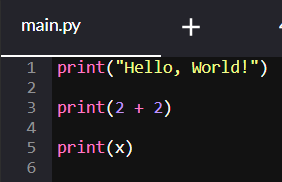 main.py +
1 print("Hello, World!")
2
3 print(2 + 2)
4
5 print(x)
6